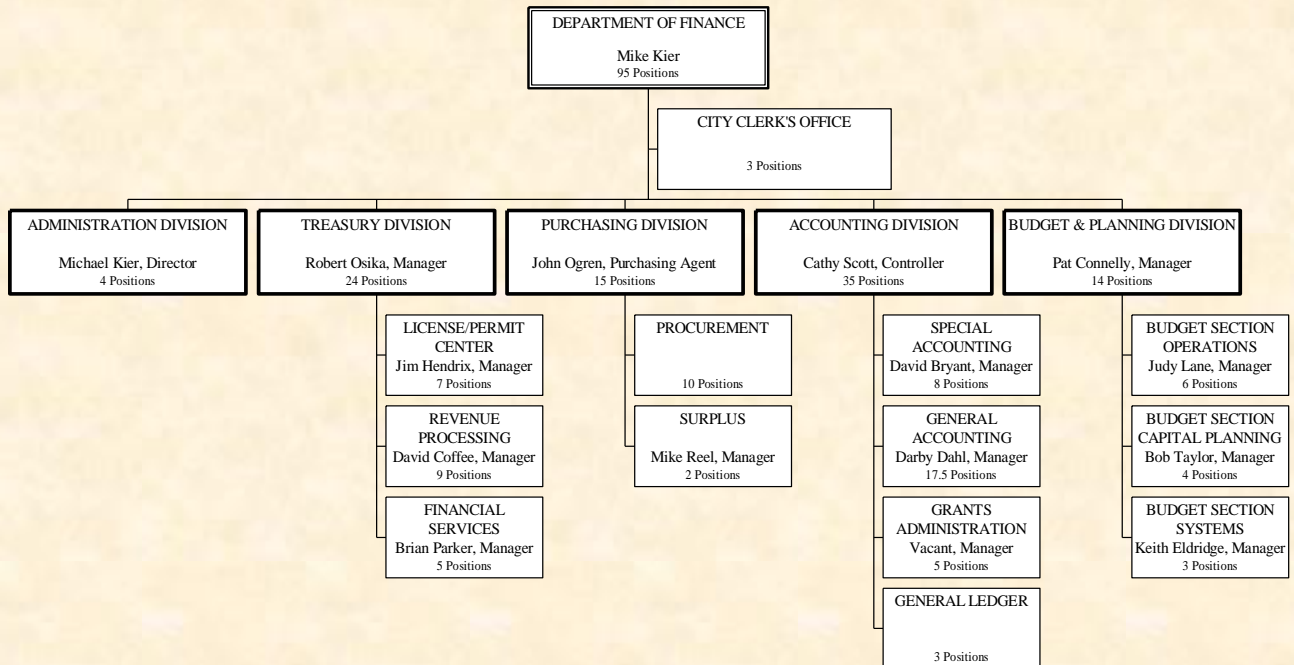 DEPARTMENT OF FINANCE
Mike Kier
95 Positions
CITY CLERK'S OFFICE
3 Positions
ADMINISTRATION DIVISION
Michael Kier, Director
4 Positions
TREASURY DIVISION
Robert Osika, Manager
24 Positions
PURCHASING DIVISION
John Ogren, Purchasing Agent
15 Positions
ACCOUNTING DIVISION
Cathy Scott, Controller
35 Positions
BUDGET & PLANNING DIVISION
Pat Connelly, Manager
14 Positions
LICENSE/PERMIT
CENTER
Jim Hendrix, Manager
7 Positions
REVENUE
PROCESSING
David Coffee, Manager
9 Positions
FINANCIAL
SERVICES
Brian Parker, Manager
5 Positions
PROCUREMENT
10 Positions
SURPLUS
Mike Reel, Manager
2 Positions
SPECIAL
ACCOUNTING
David Bryant, Manager
8 Positions
GENERAL
ACCOUNTING
Darby Dahl, Manager
17.5 Positions
GRANTS
ADMINISTRATION
Vacant, Manager
5 Positions
GENERAL LEDGER
3 Positions
BUDGET SECTION
OPERATIONS
Judy Lane, Manager
6 Positions
BUDGET SECTION
CAPITAL PLANNING
Bob Taylor, Manager
4 Positions
BUDGET SECTION
SYSTEMS
Keith Eldridge, Manager
3 Positions